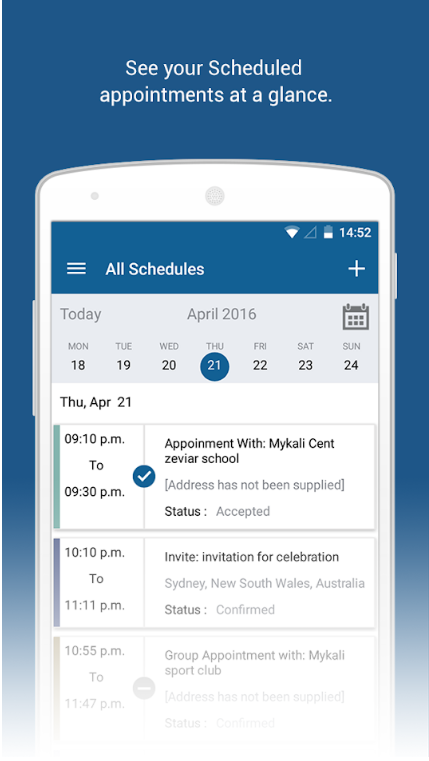 See your Scheduled
appointments at a glance.
14:52
All Schedules
Today April 2016
MON TUE WED THU FRI SAT SUN
18 19 20 21 22 23 24
Thu, Apr 21
09:10 p.m.
To
09:30 p.m.
Appoinment With: Mykali Cent
zeviar school
[Address has not been supplied]
Status : Accepted
10:10 p.m.
To
11:11 p.m.
Invite: invitation for celebration
Sydney, New South Wales, Australia
Status : Confirmed
10:55 p.m.
To
11:47 p.m.
Group Appointment with: Mykali
sport club
[Address has not been supplied]
Status : Confirmed